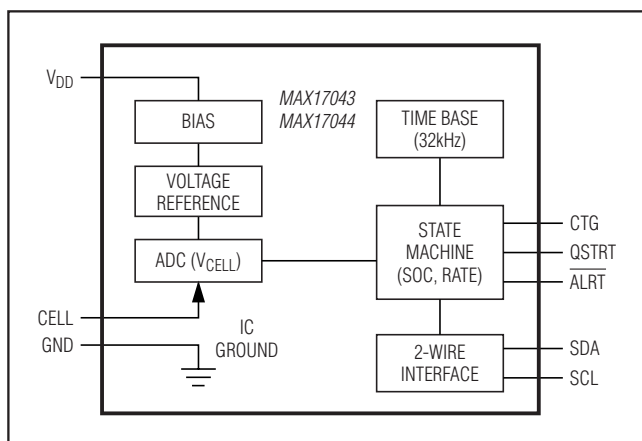 V_DD
MAX17043
MAX17044
BIAS
TIME BASE
(32kHz)
VOLTAGE
REFERENCE
ADC (V_CELL)
STATE
MACHINE
(SOC, RATE)
CTG
QSTRT
A̅L̅R̅T̅
CELL
GND
IC
GROUND
2-WIRE
INTERFACE
SDA
SCL